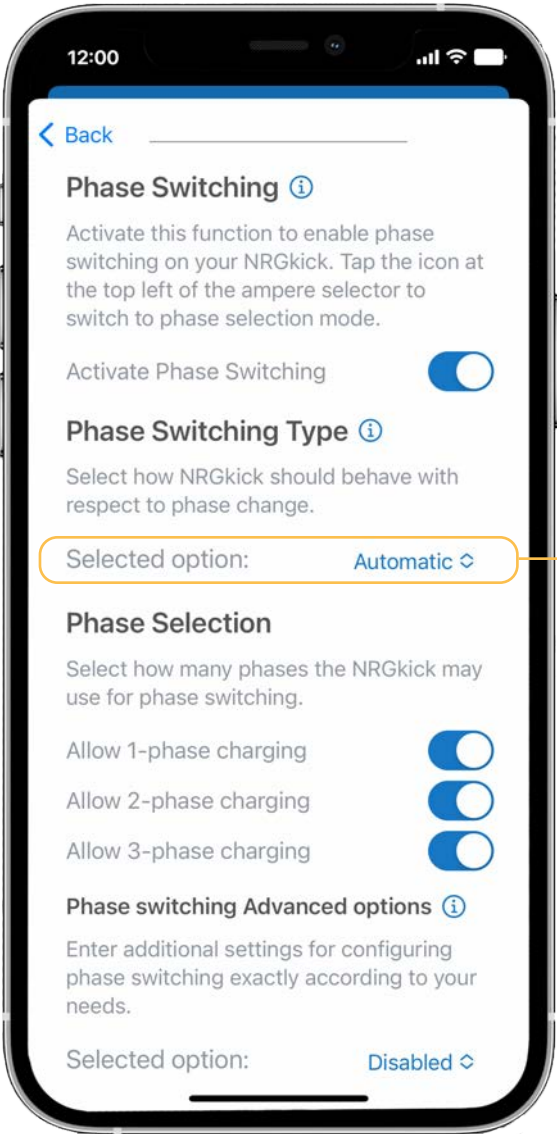 12:00
Back
Phase Switching
Activate this function to enable phase
switching on your NRGkick. Tap the icon at
the top left of the ampere selector to
switch to phase selection mode.
Activate Phase Switching
Phase Switching Type
Select how NRGkick should behave with
respect to phase change.
Selected option: Automatic
Phase Selection
Select how many phases the NRGkick may
use for phase switching.
Allow 1-phase charging
Allow 2-phase charging
Allow 3-phase charging
Phase switching Advanced options
Enter additional settings for configuring
phase switching exactly according to your
needs.
Selected option: Disabled